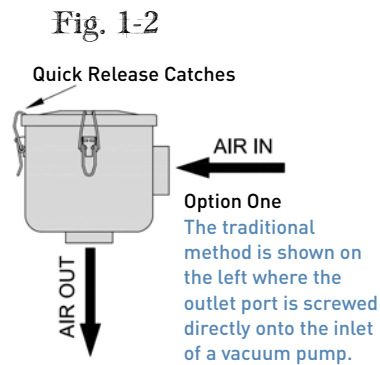 Fig. 1-2
Quick Release Catches
AIR IN
Option One
The traditional
method is shown on
the left where the
outlet port is screwed
directly onto the inlet
of a vacuum pump.
AIR OUT